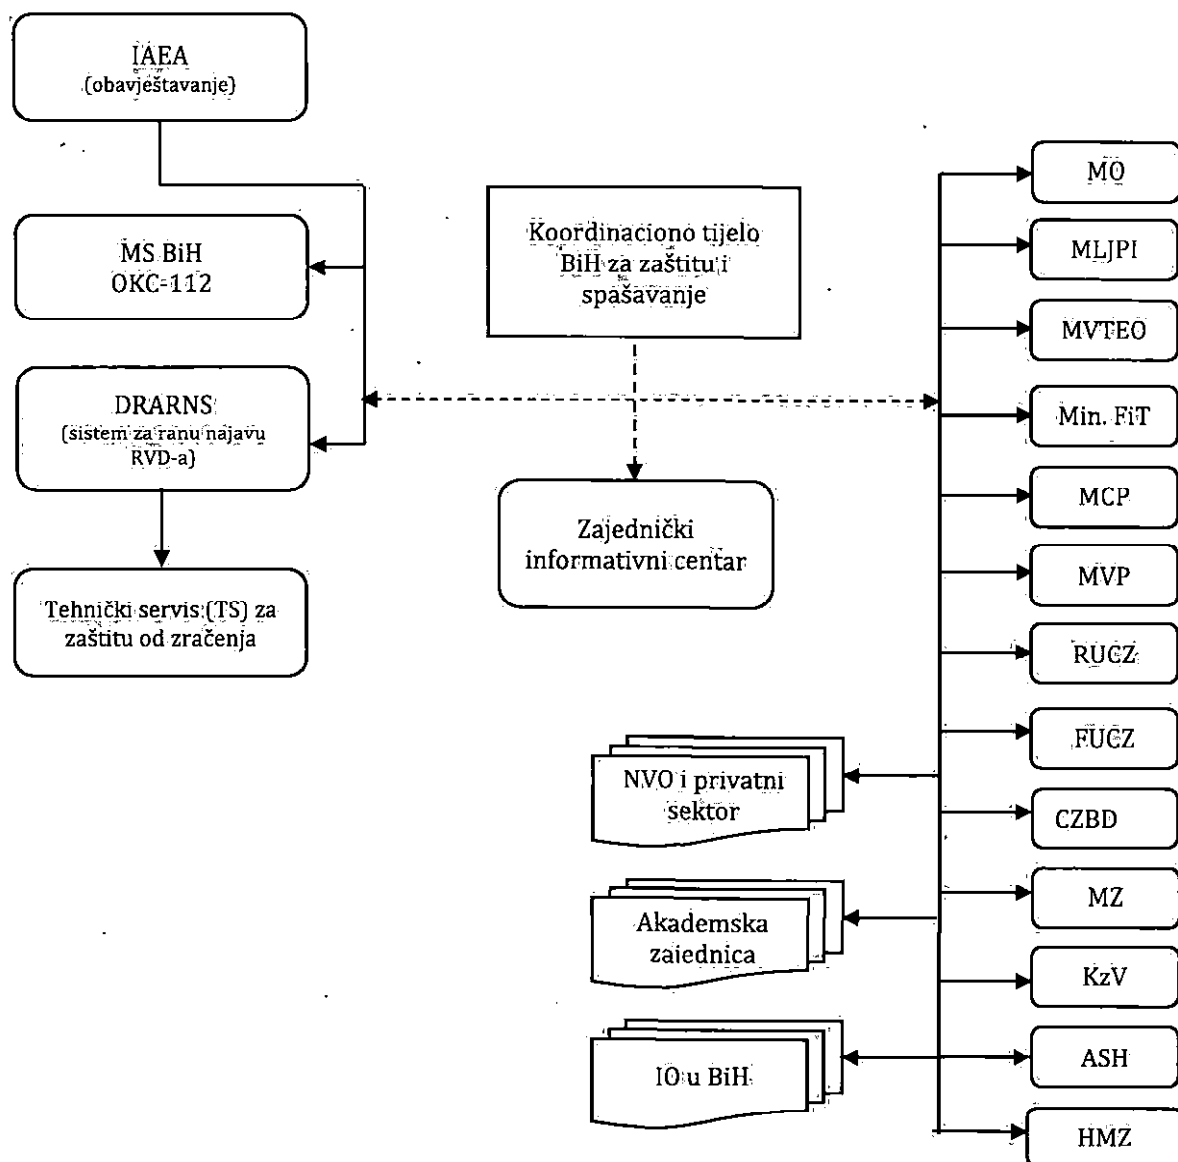 IAEA
(obavještavanje)
MS BiH
OKC-112
DRARNS
(sistem za ranu najavu
RVD-a)
Tehnički servis (TS) za
zaštitu od zračenja
Koordinaciono tijelo
BiH za zaštitu i
spašavanje
Zajednički
informativni centar
NVO i privatni
sektor
Akademska
zaiednica
IO u BiH
MO
MLJPI
MVTEO
Min. FiT
MCP
MVP
RUCZ
FUCZ
CZBD
MZ
KzV
ASH
HMZ